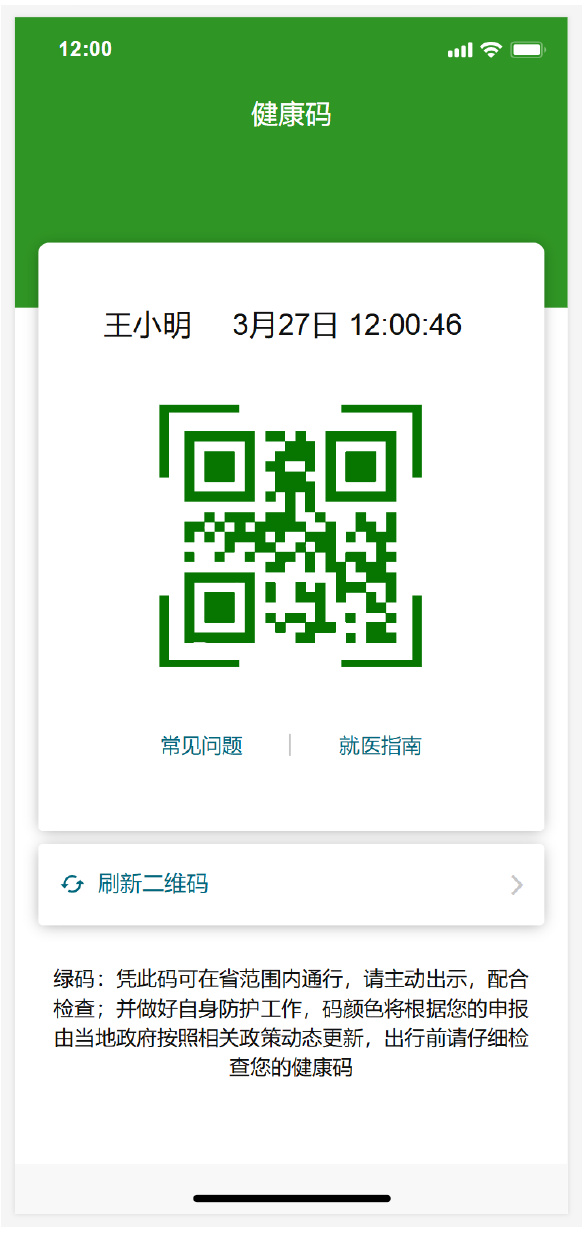 12:00
健康码
王小明 3月27日 12:00:46
常见问题 | 就医指南
刷新二维码
绿码：凭此码可在省范围内通行，请主动出示，配合
检查；并做好自身防护工作，码颜色将根据您的申报
由当地政府按照相关政策动态更新，出行前请仔细检
查您的健康码